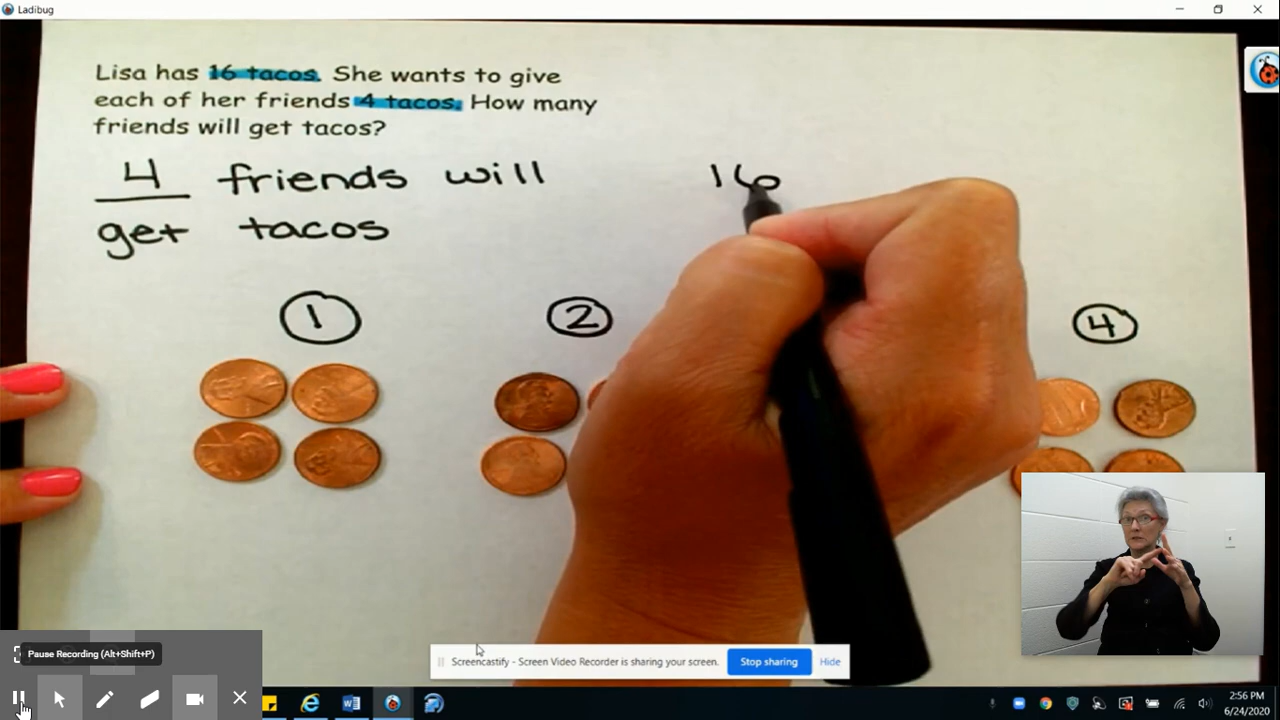 Ladibug
Lisa has 16 tacos. She wants to give
each of her friends 4 tacos. How many
friends will get tacos?
4 friends will
get tacos
16
1
2
4
Pause Recording (Alt+Shift+P)
Screencastify - Screen Video Recorder is sharing your screen.
Stop sharing
Hide
2:56 PM
6/24/2020